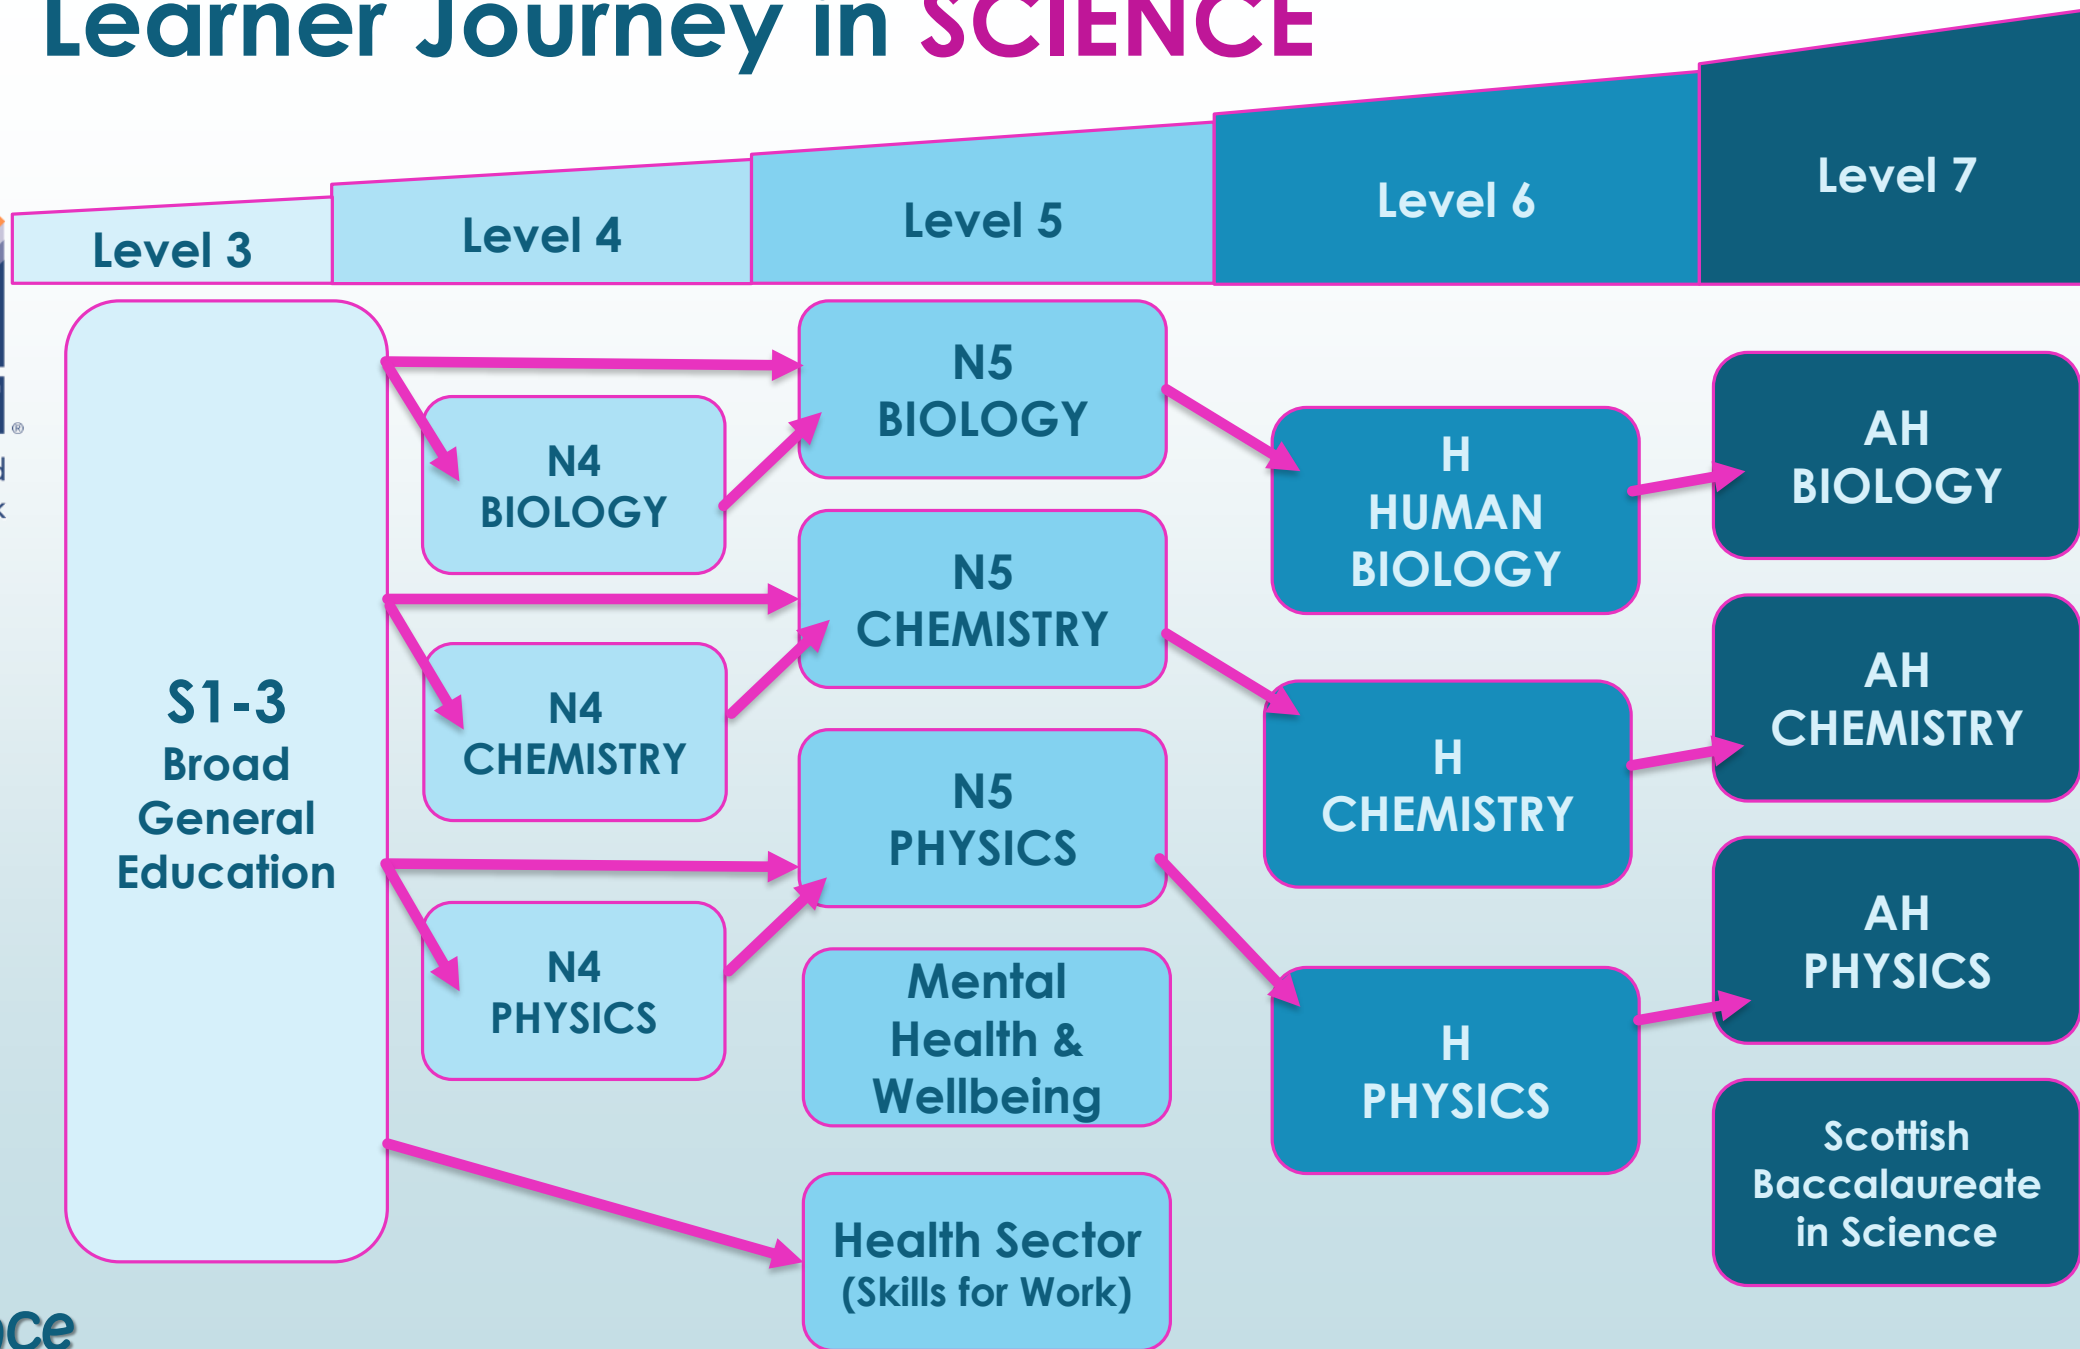 Learner Journey in SCIENCE
Level 3
Level 4
Level 5
Level 6
Level 7
S1-3
Broad
General
Education
N4
BIOLOGY
N4
CHEMISTRY
N4
PHYSICS
N5
BIOLOGY
N5
CHEMISTRY
N5
PHYSICS
Mental
Health &
Wellbeing
Health Sector
(Skills for Work)
H
HUMAN
BIOLOGY
H
CHEMISTRY
H
PHYSICS
AH
BIOLOGY
AH
CHEMISTRY
AH
PHYSICS
Scottish
Baccalaureate
in Science
®